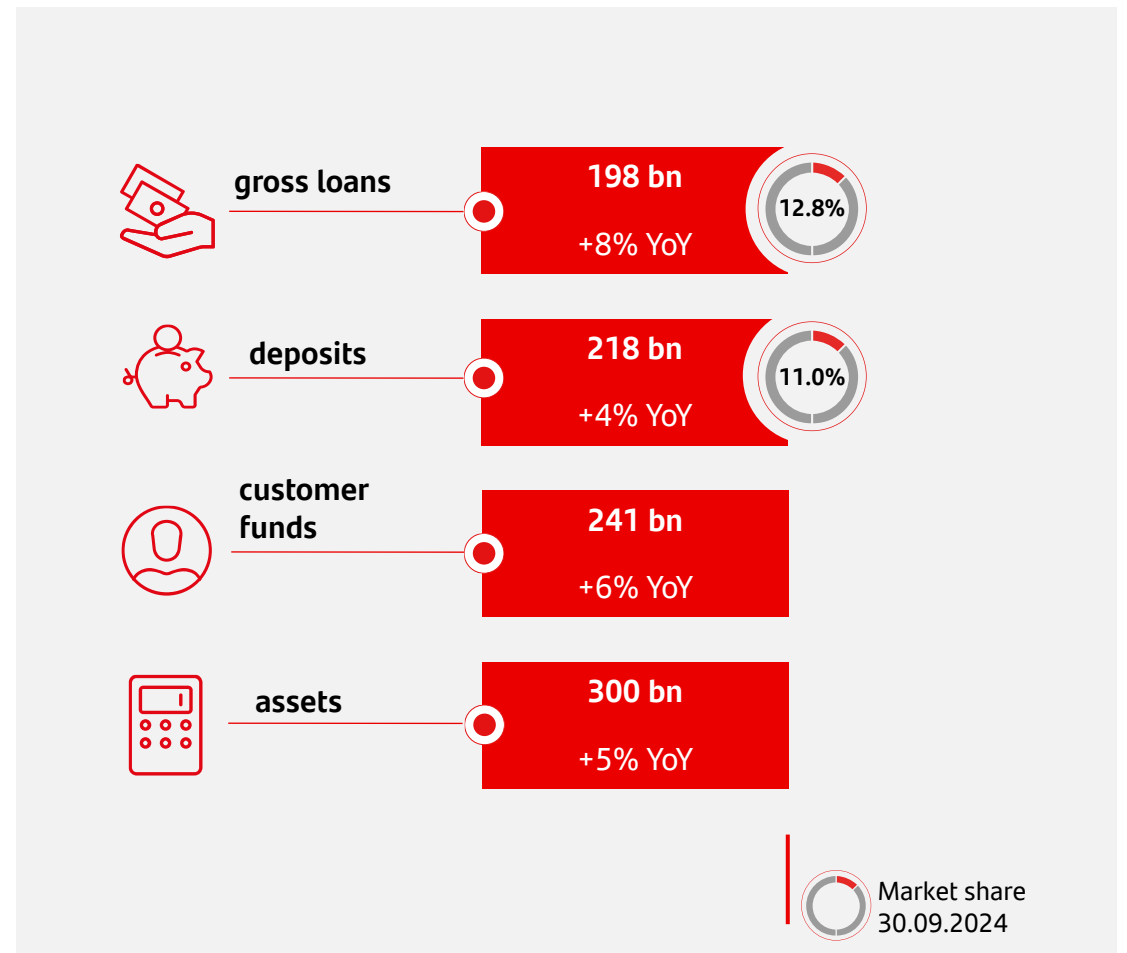 gross loans
198 bn
+8% YoY
12.8%
deposits
218 bn
+4% YoY
11.0%
customer
funds
241 bn
+6% YoY
assets
300 bn
+5% YoY
Market share
30.09.2024